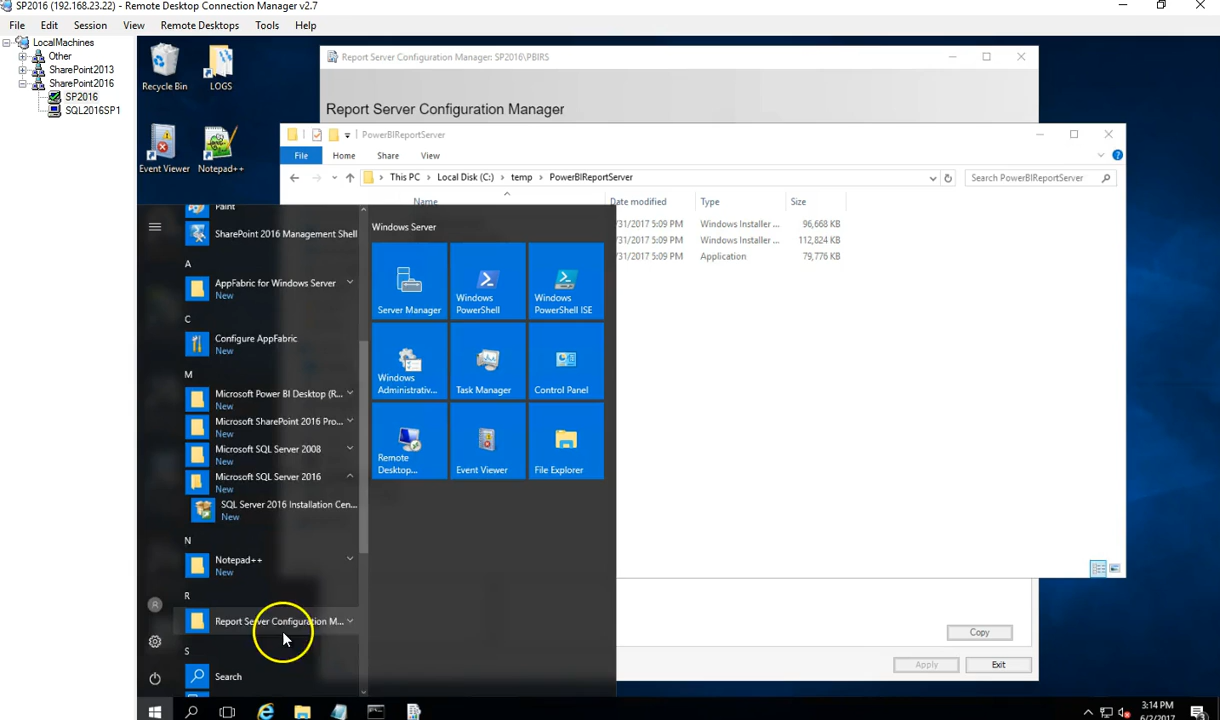 SP2016 (192.168.23.22) - Remote Desktop Connection Manager v2.7
File Edit Session View Remote Desktops Tools Help
LocalMachines
Other
SharePoint2013
SharePoint2016
SP2016
SQL2016SP1
Recycle Bin
LOGS
Event Viewer
Notepad++
Report Server Configuration Manager: SP2016\PBIRS
Report Server Configuration Manager
PowerBIReportServer
File Home Share View
This PC > Local Disk (C:) > temp > PowerBIReportServer
Search PowerBIReportServer
Name Date modified Type Size
/31/2017 5:09 PM Windows Installer ... 96,668 KB
/31/2017 5:09 PM Windows Installer ... 112,824 KB
/31/2017 5:09 PM Application 79,776 KB
Paint
SharePoint 2016 Management Shell
A
AppFabric for Windows Server
New
C
Configure AppFabric
New
M
Microsoft Power BI Desktop (R...
New
Microsoft SharePoint 2016 Pro...
New
Microsoft SQL Server 2008
New
Microsoft SQL Server 2016
New
SQL Server 2016 Installation Cen...
New
N
Notepad++
New
R
Report Server Configuration M...
S
Search
Windows Server
Server Manager
Windows PowerShell
Windows PowerShell ISE
Windows Administrativ...
Task Manager
Control Panel
Remote Desktop...
Event Viewer
File Explorer
Copy
Apply
Exit
3:14 PM
6/2/2017